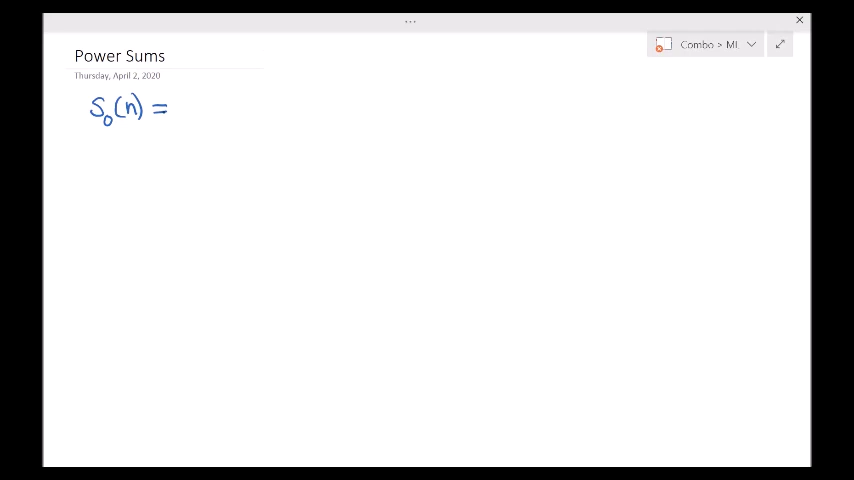 Combo > ML
Power Sums
Thursday, April 2, 2020
S₀(n) =